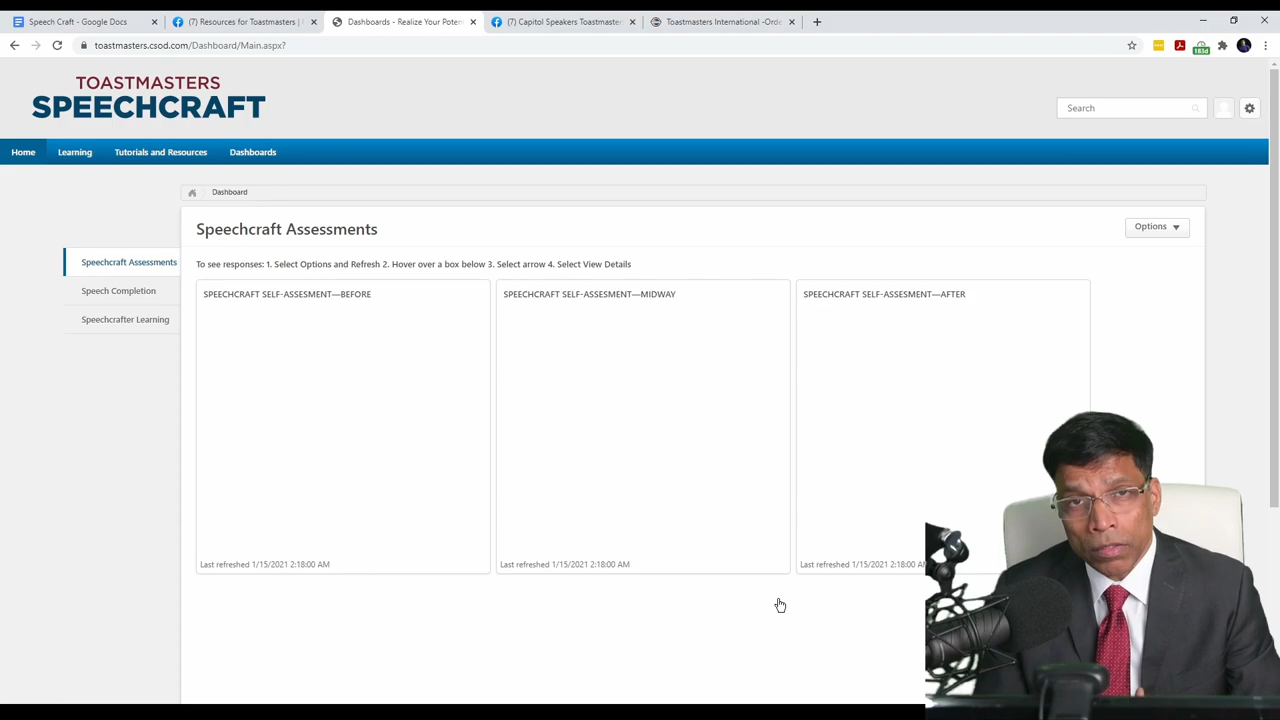 Speech Craft - Google Docs
(7) Resources for Toastmasters |
Dashboards - Realize Your Poten
(7) Capitol Speakers Toastmaster
Toastmasters International -Orde
toastmasters.csod.com/Dashboard/Main.aspx?
183d
TOASTMASTERS
SPEECHCRAFT
Search
Home
Learning
Tutorials and Resources
Dashboards
Dashboard
Speechcraft Assessments
Speech Completion
Speechcrafter Learning
Speechcraft Assessments
Options
To see responses: 1. Select Options and Refresh 2. Hover over a box below 3. Select arrow 4. Select View Details
SPEECHCRAFT SELF-ASSESMENT—BEFORE
SPEECHCRAFT SELF-ASSESMENT—MIDWAY
SPEECHCRAFT SELF-ASSESMENT—AFTER
Last refreshed 1/15/2021 2:18:00 AM
Last refreshed 1/15/2021 2:18:00 AM
Last refreshed 1/15/2021 2:18:00